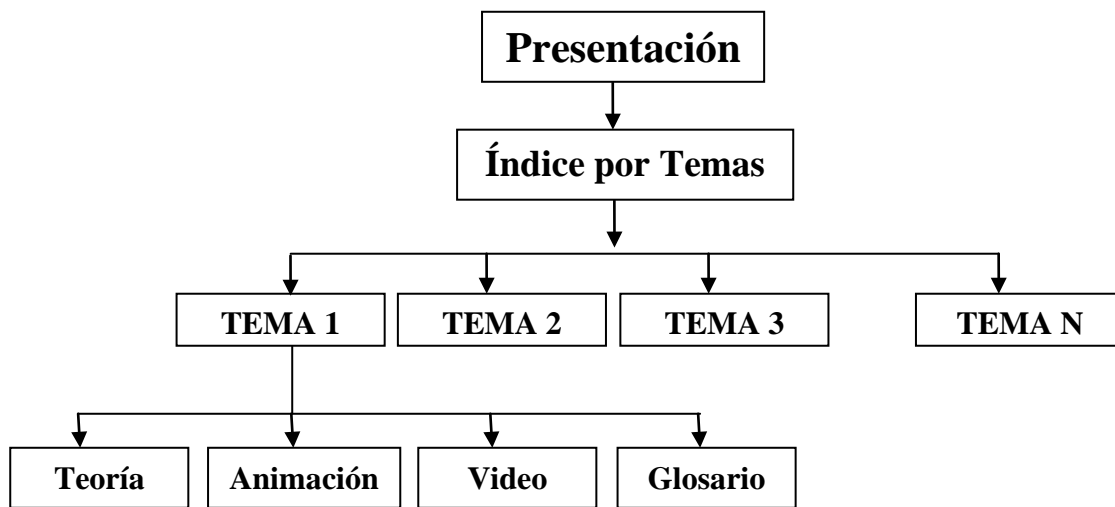 Presentación
Índice por Temas
TEMA 1
TEMA 2
TEMA 3
TEMA N
Teoría
Animación
Video
Glosario